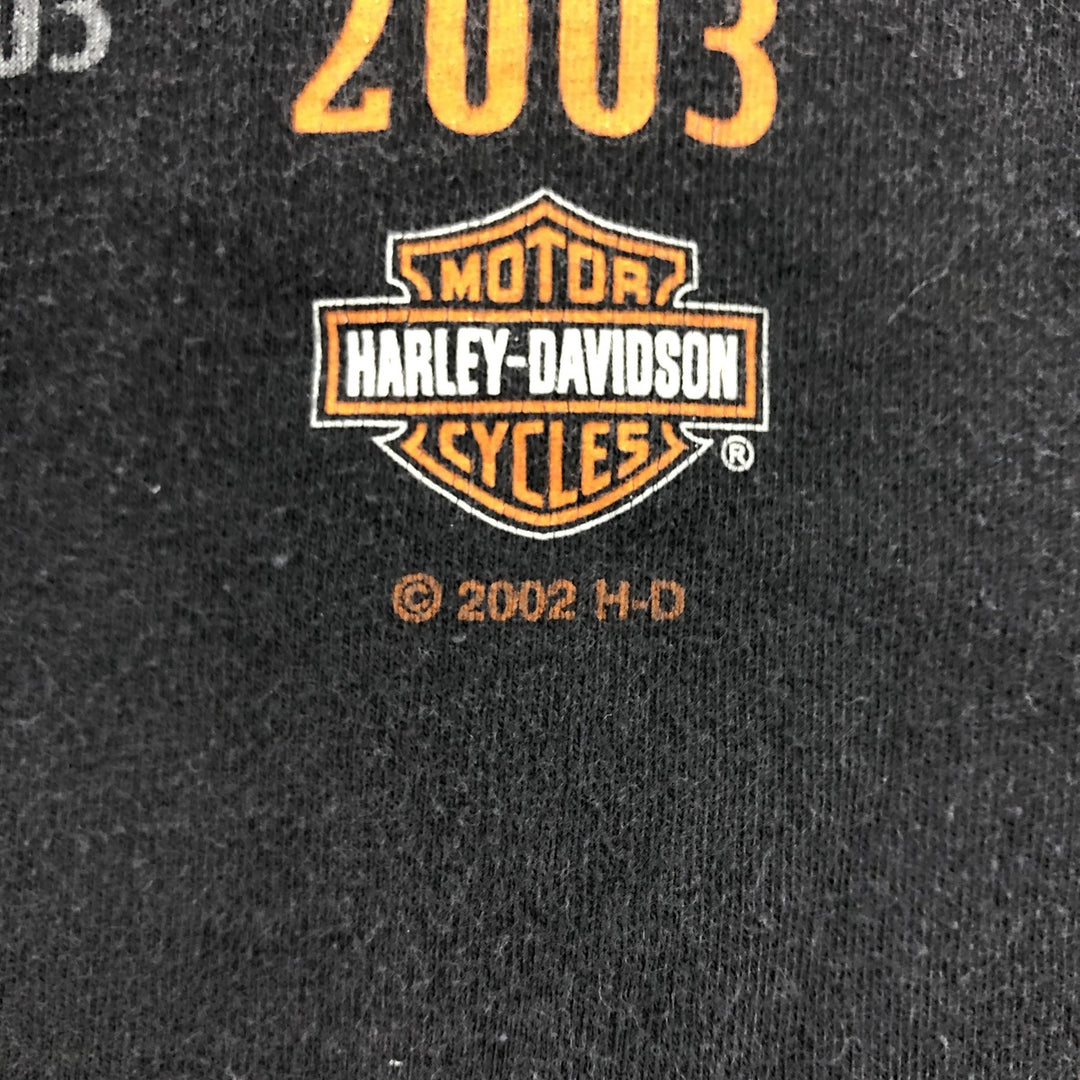 2003
MOTOR
HARLEY-DAVIDSON
CYCLES ®
© 2002 H-D